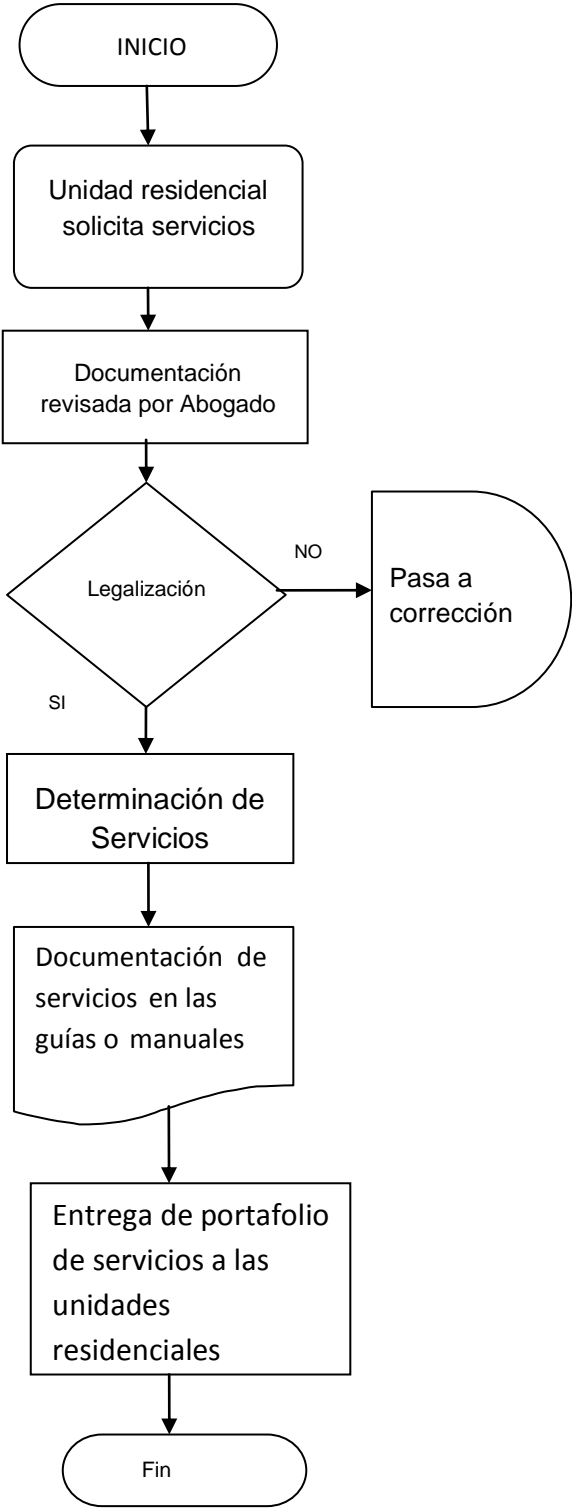 INICIO
Unidad residencial
solicita servicios
Documentación
revisada por Abogado
Legalización
NO
Pasa a
corrección
SI
Determinación de
Servicios
Documentación de
servicios en las
guías o manuales
Entrega de portafolio
de servicios a las
unidades
residenciales
Fin